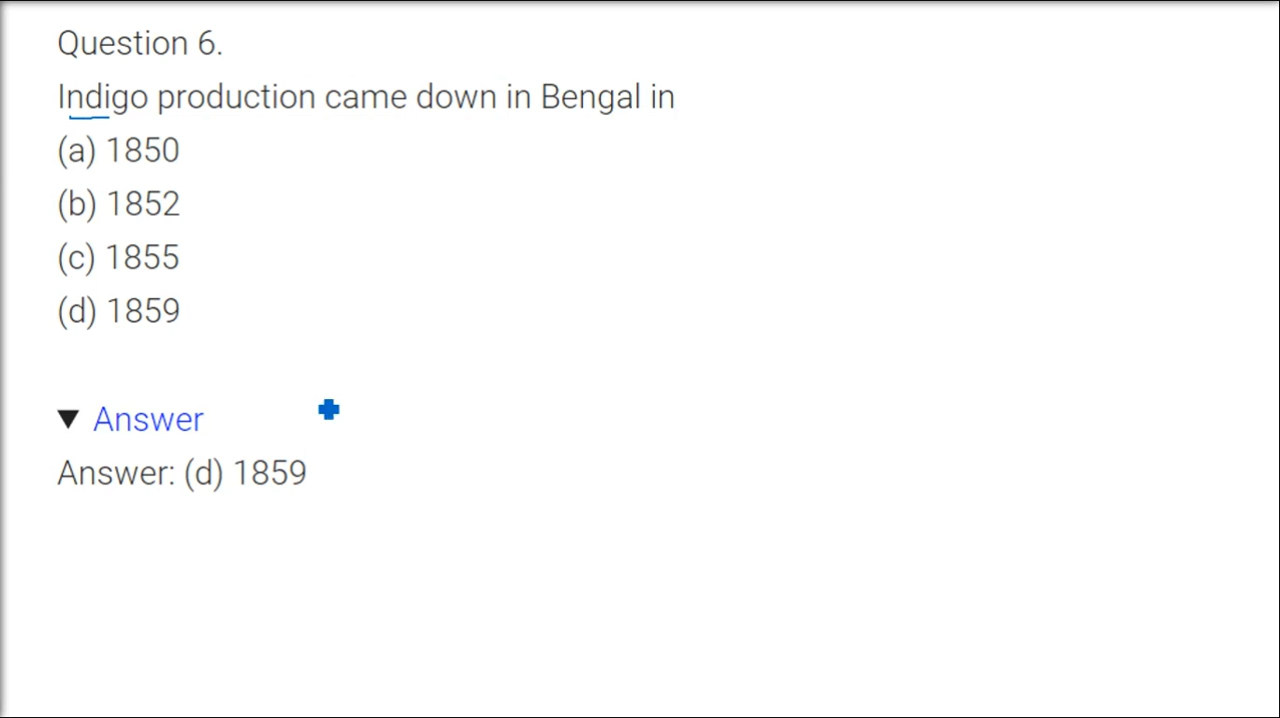 Question 6.
Indigo production came down in Bengal in
(a) 1850
(b) 1852
(c) 1855
(d) 1859
Answer
Answer: (d) 1859